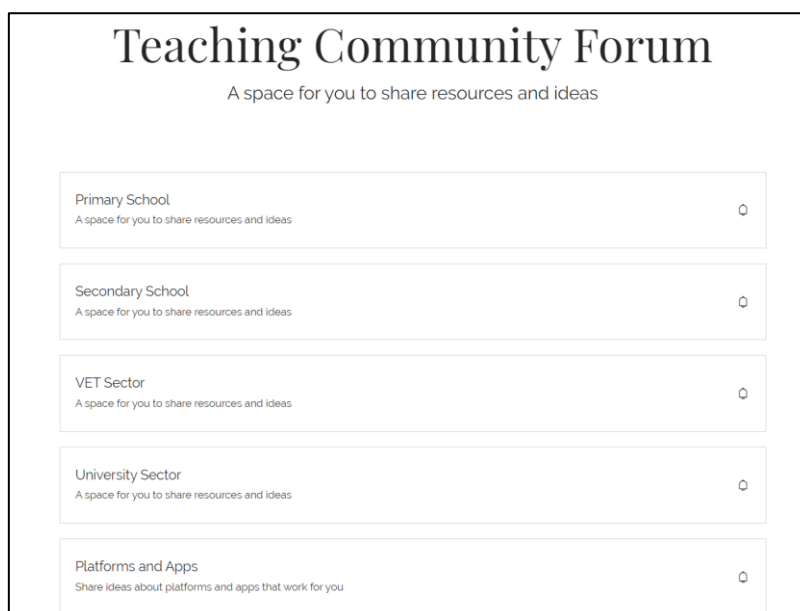 Teaching Community Forum
A space for you to share resources and ideas
Primary School
A space for you to share resources and ideas
Secondary School
A space for you to share resources and ideas
VET Sector
A space for you to share resources and ideas
University Sector
A space for you to share resources and ideas
Platforms and Apps
Share ideas about platforms and apps that work for you